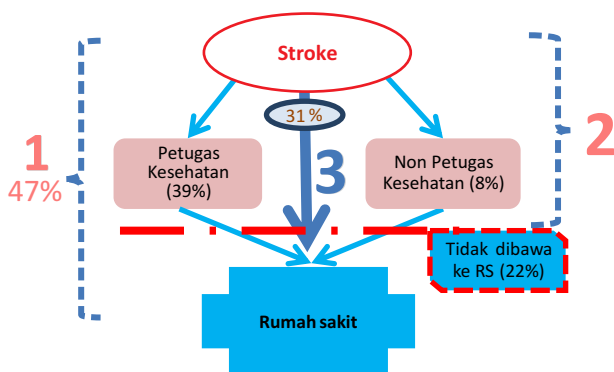 Stroke
31 %
1
47%
Petugas
Kesehatan
(39%)
3
Non Petugas
Kesehatan (8%)
2
Tidak dibawa
ke RS (22%)
Rumah sakit